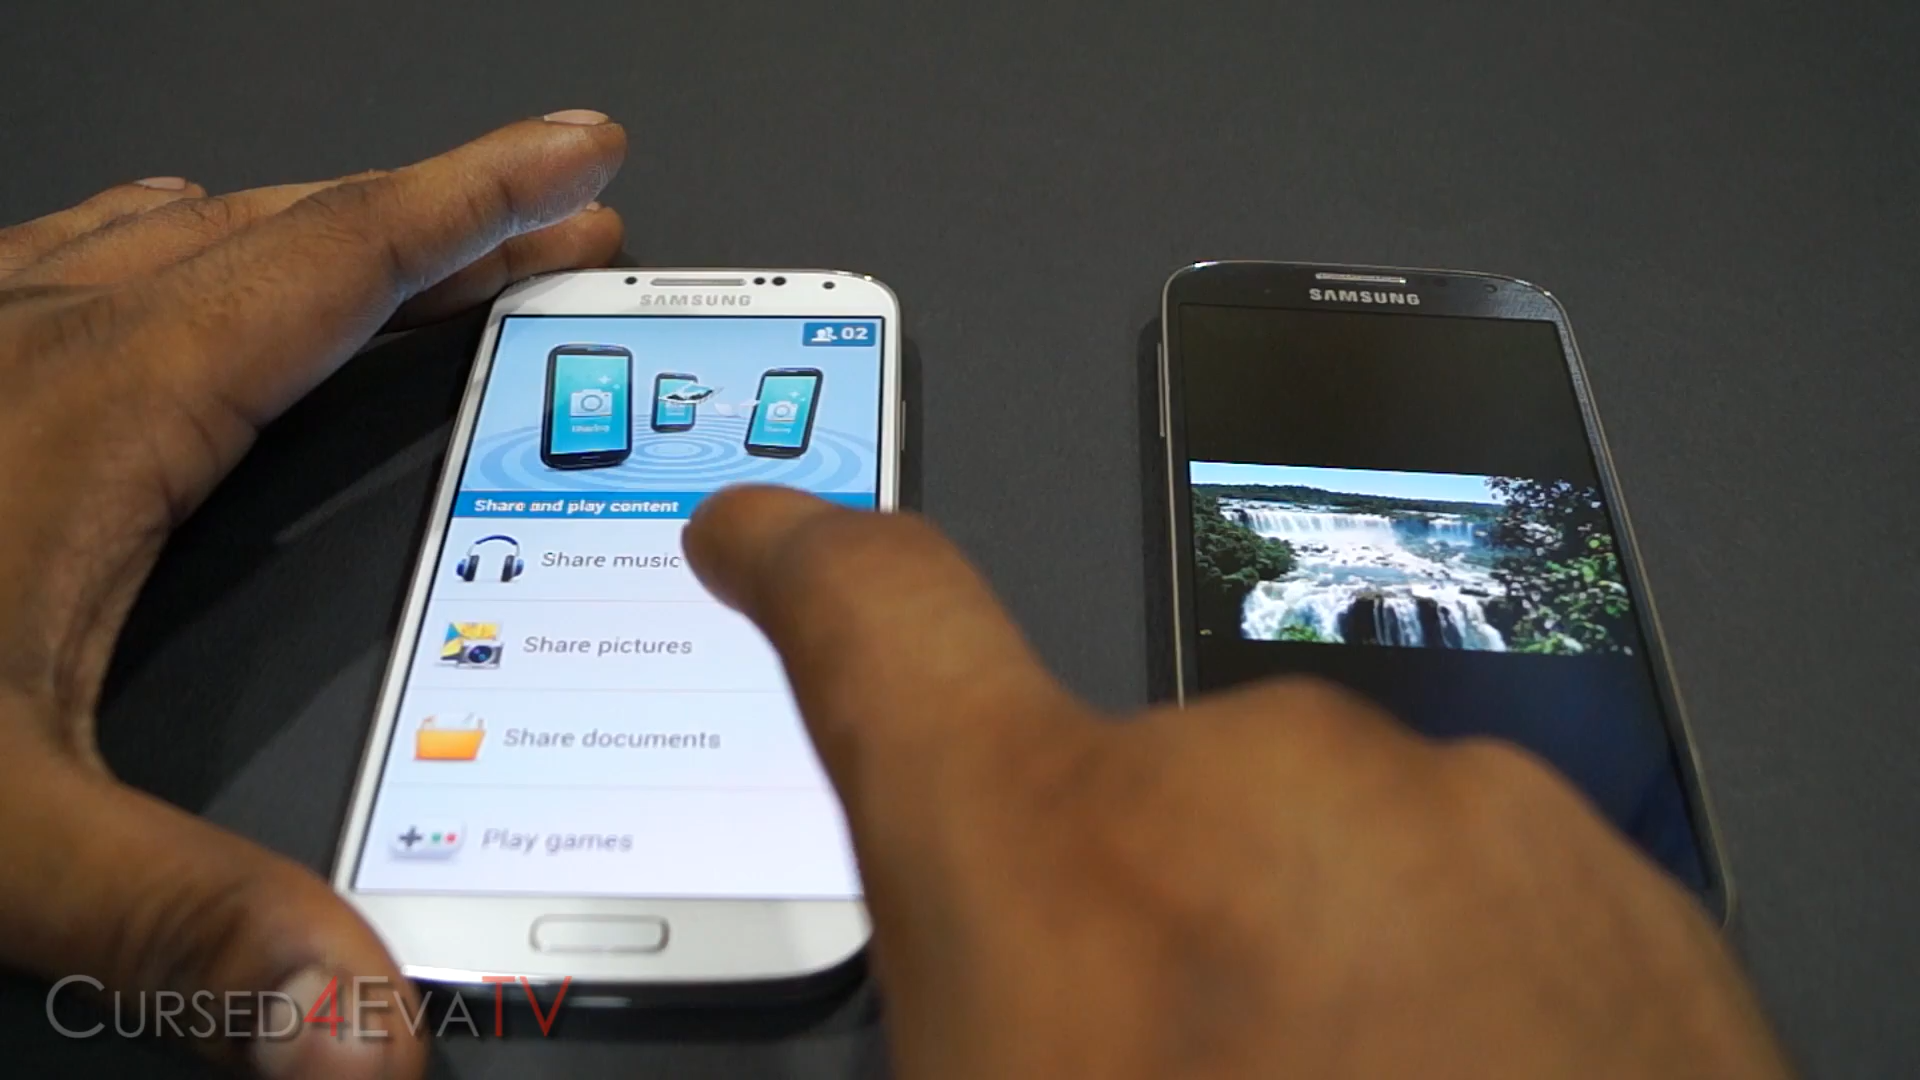 SAMSUNG
02
Share and play content
Share music
Share pictures
Share documents
Play games
SAMSUNG
CURSED4EVATV